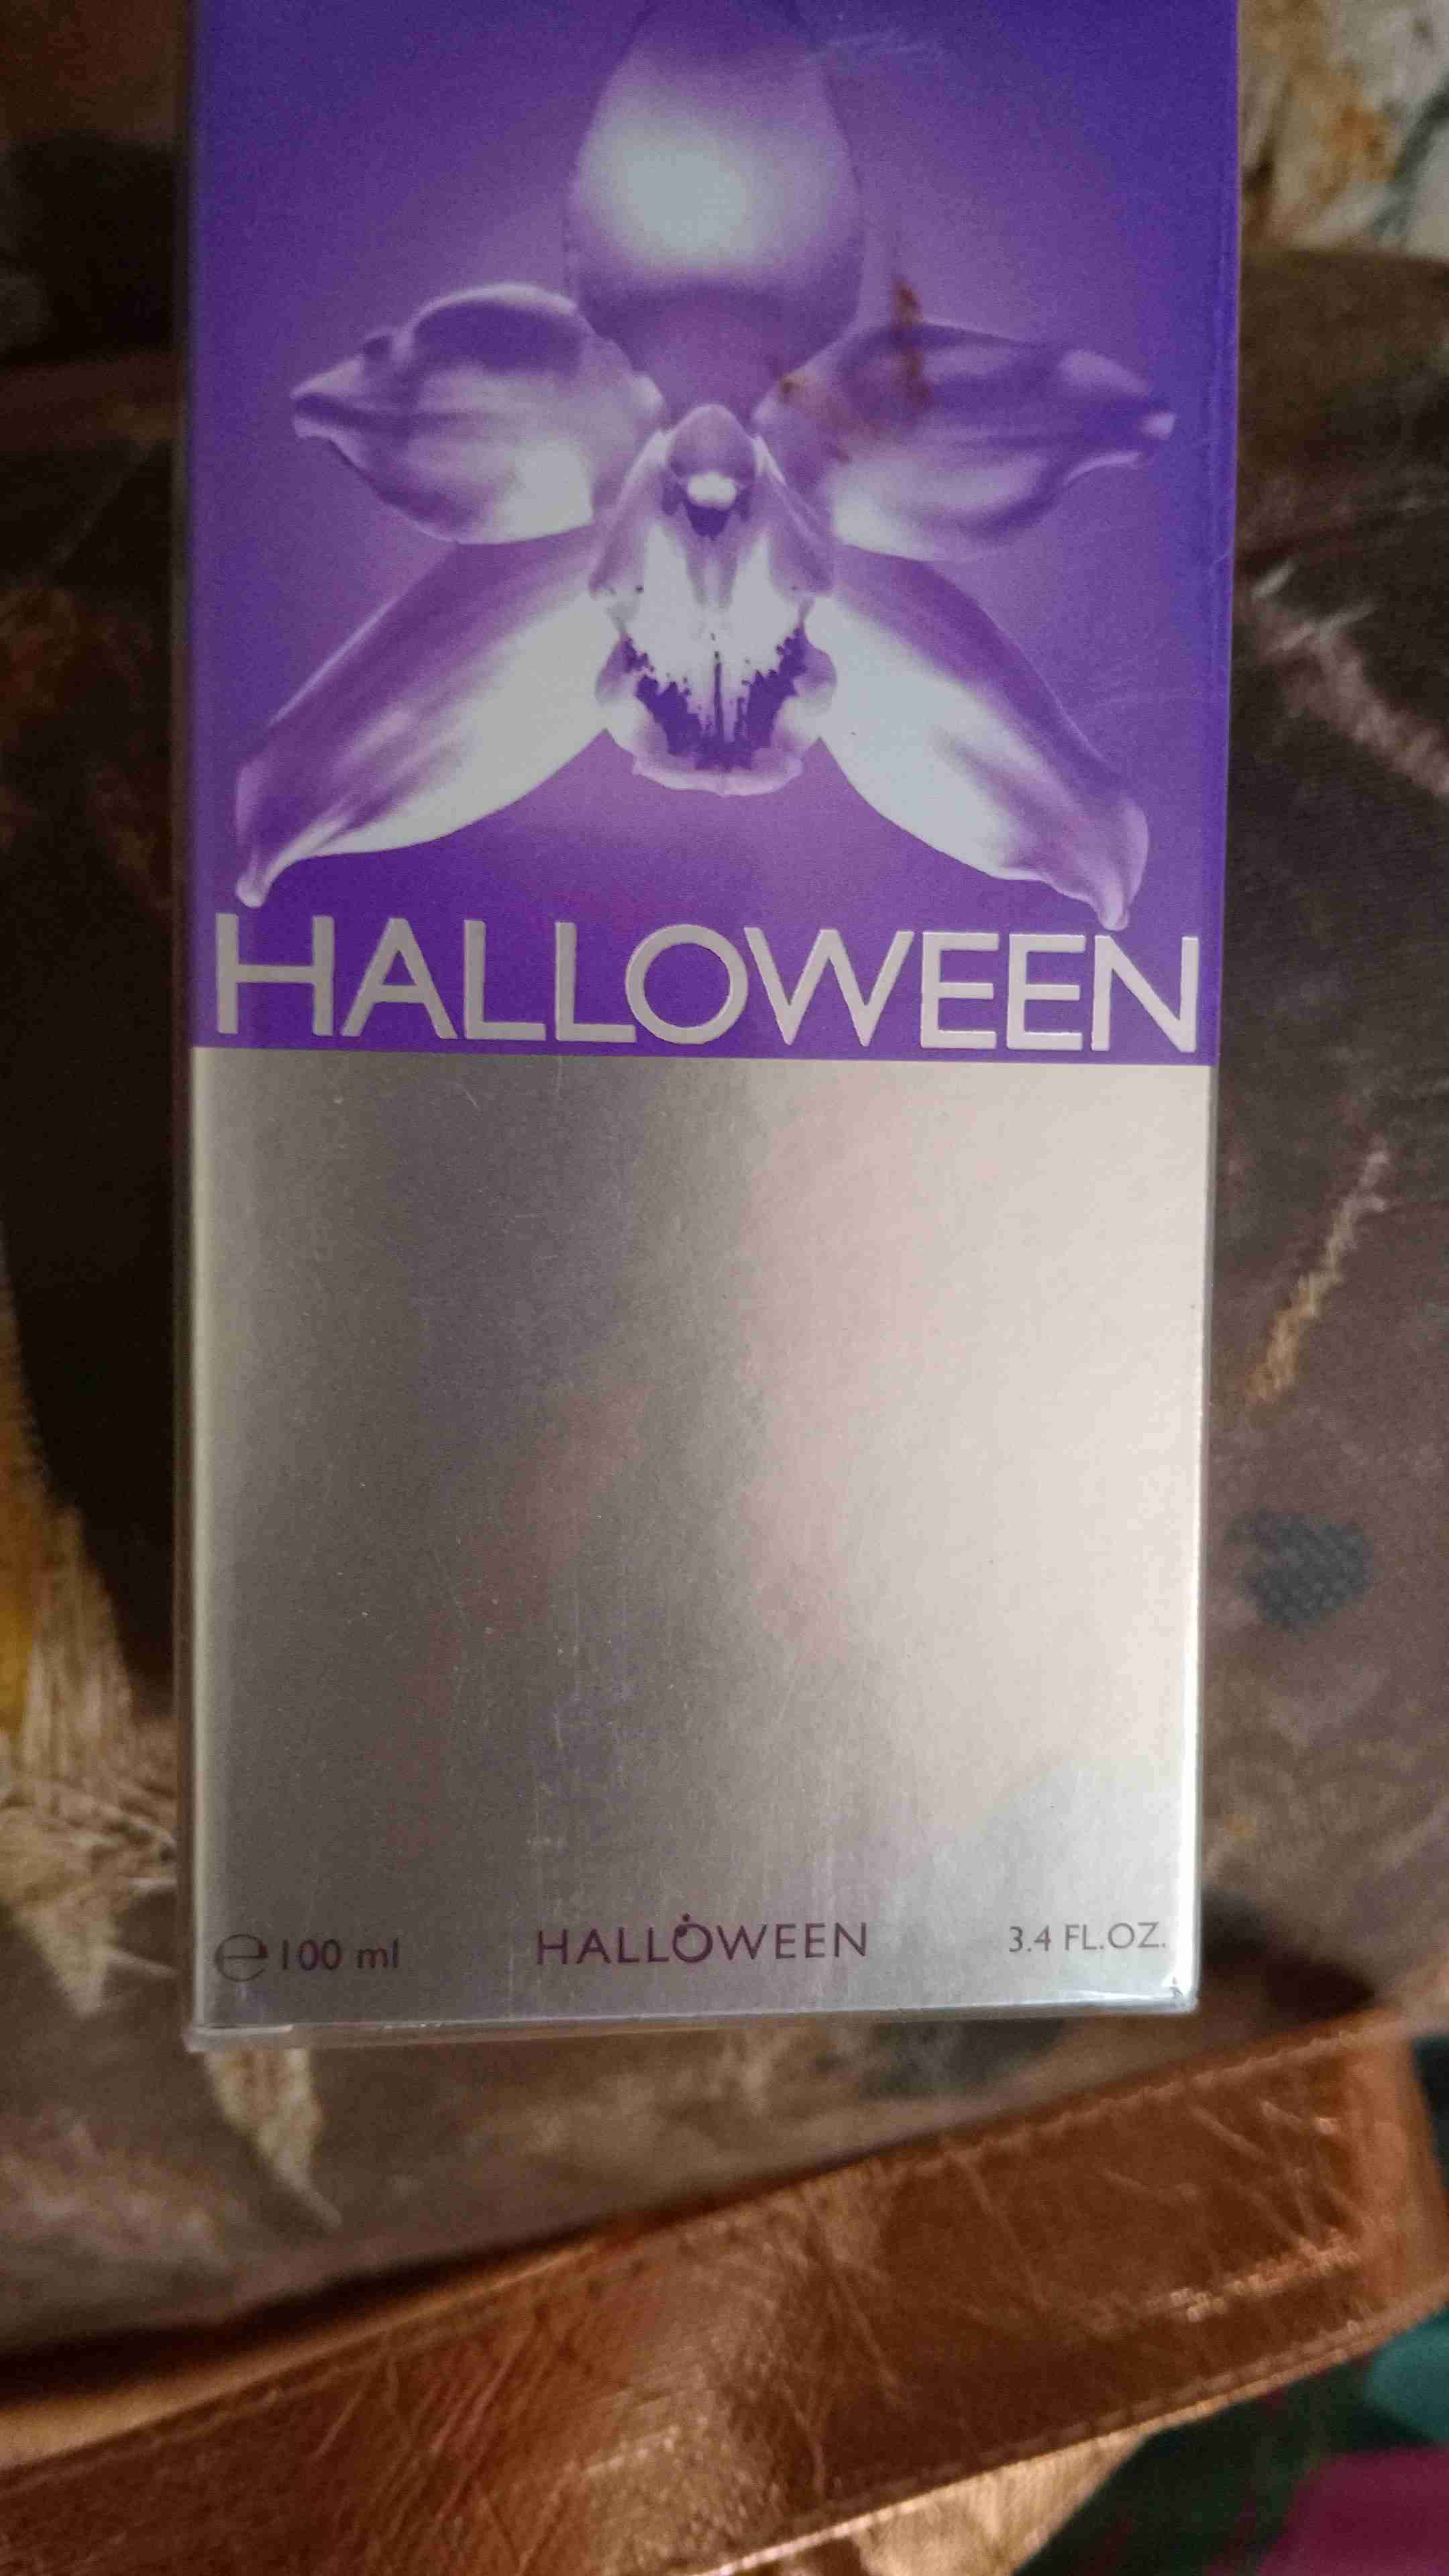 HALLOWEEN
℮ 100 ml HALLOWEEN 3.4 FL.OZ.